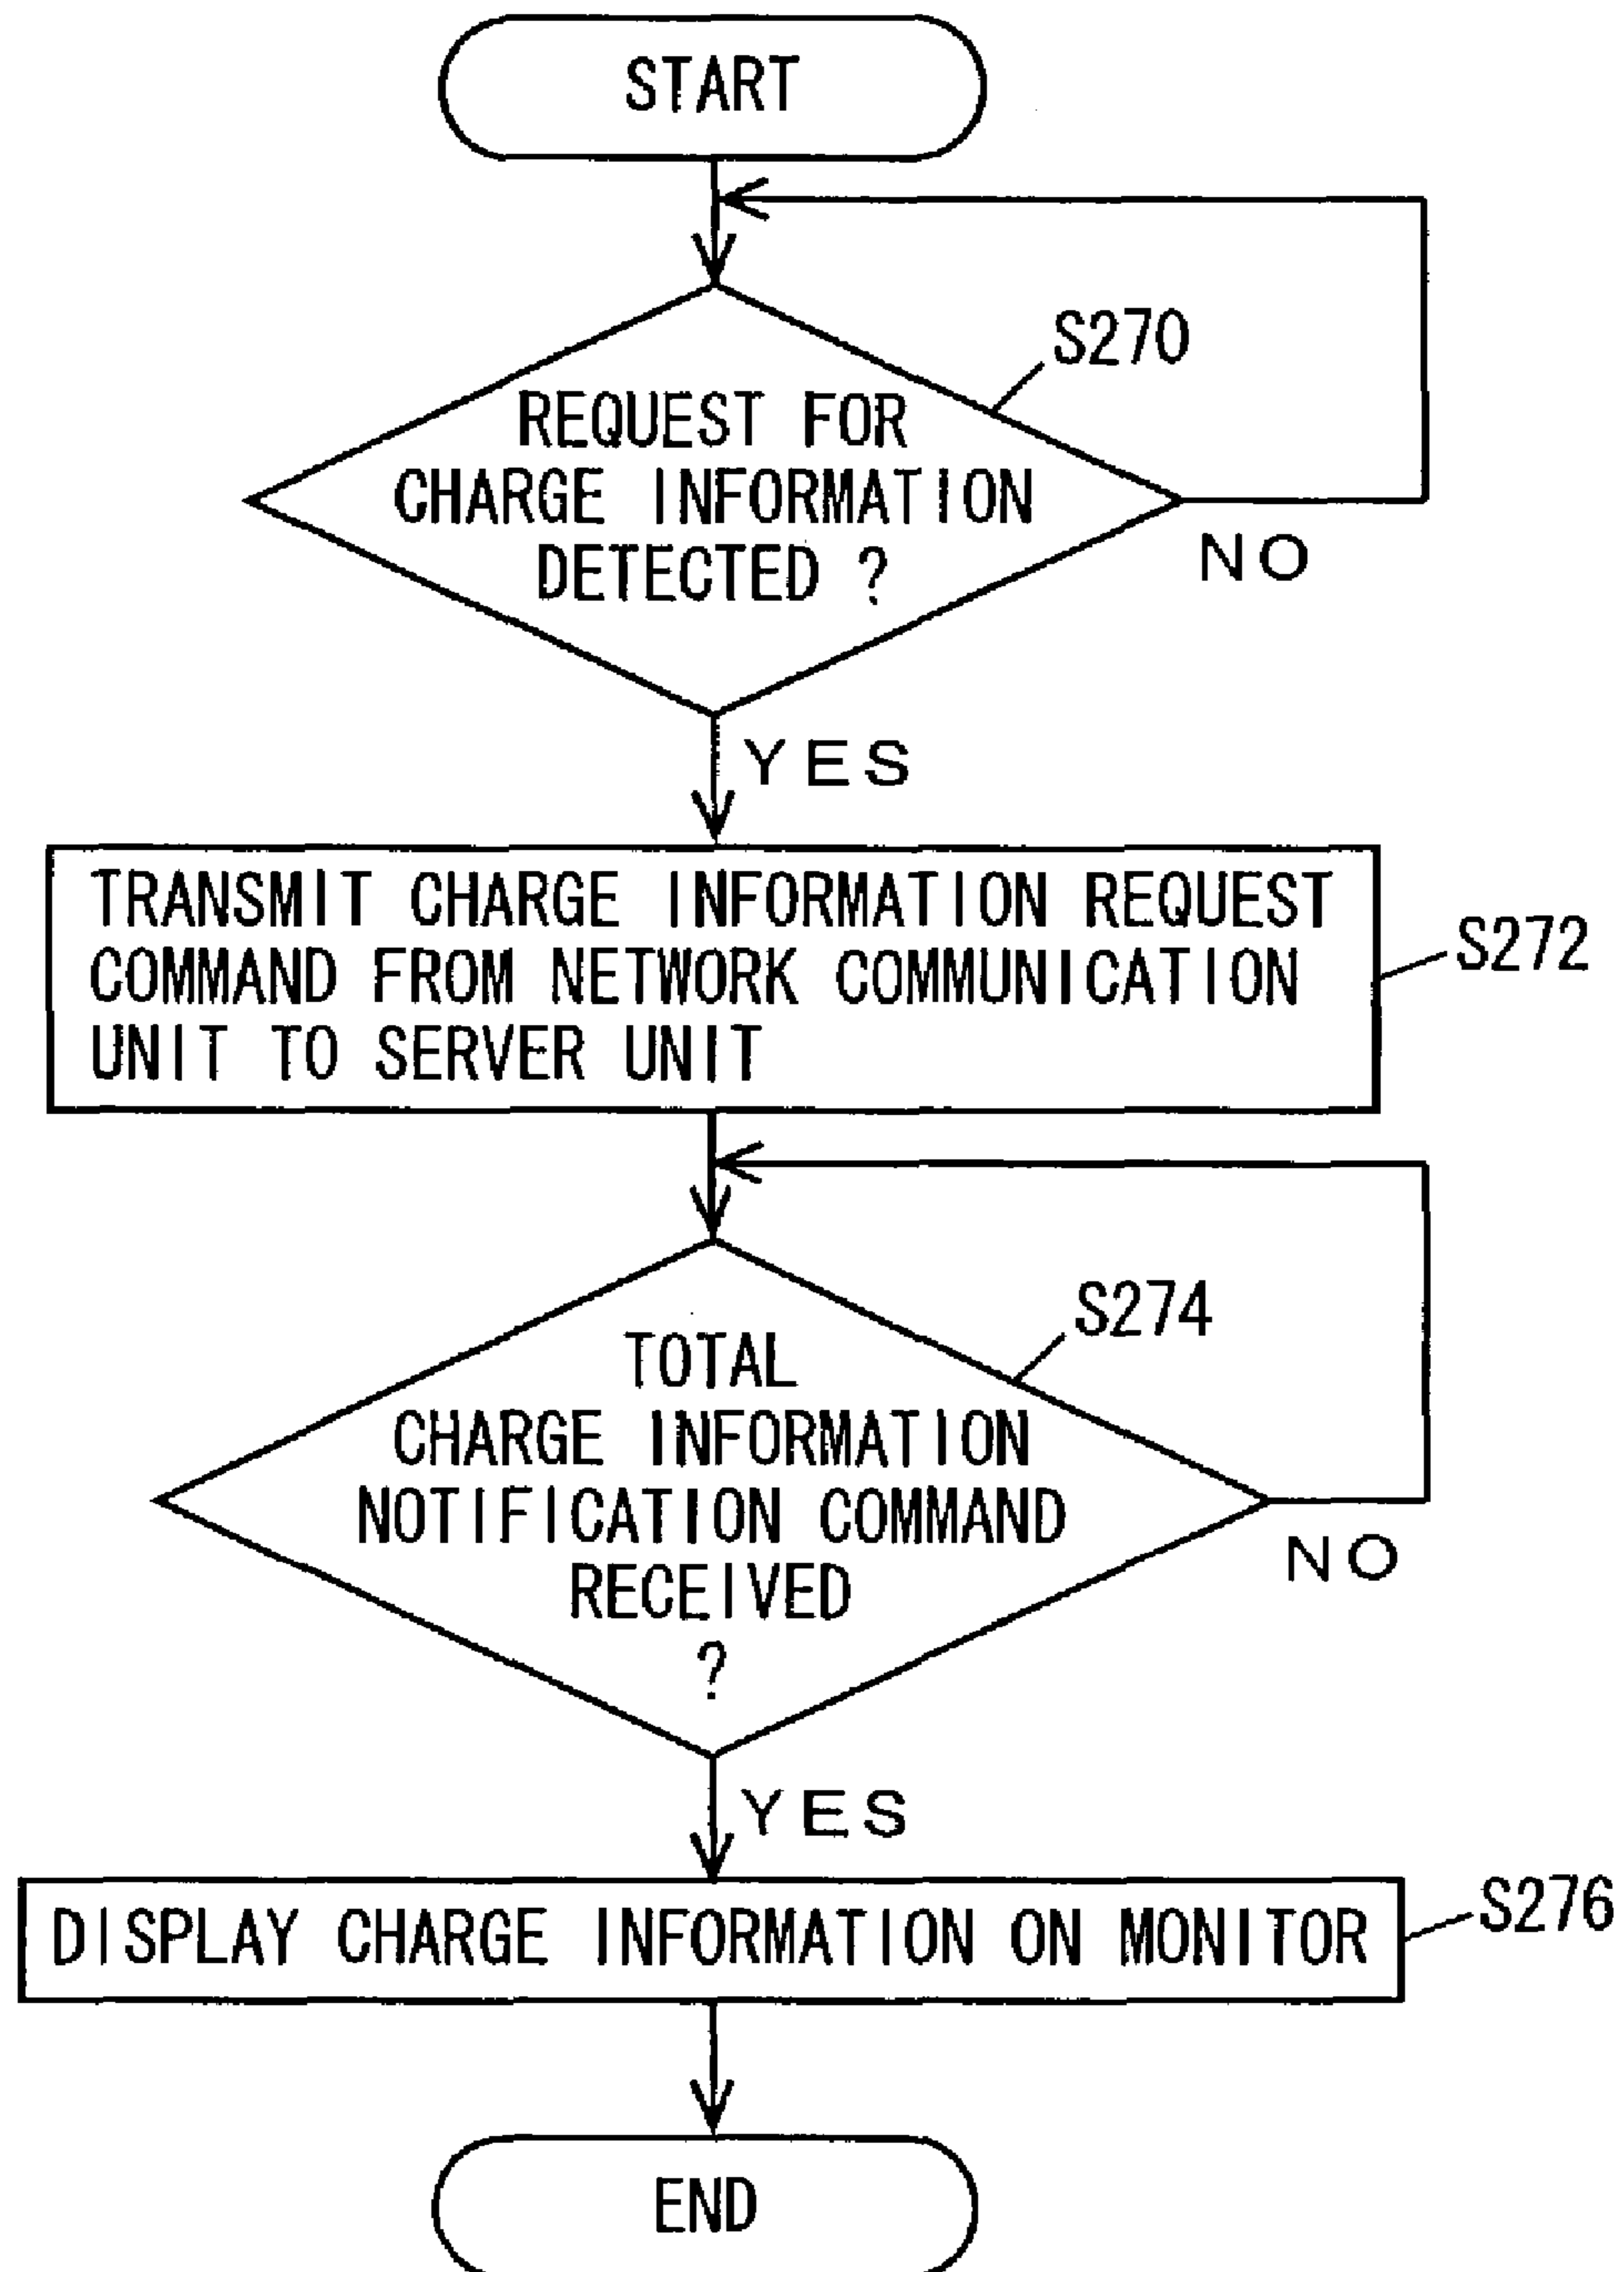 START
S270
REQUEST FOR
CHARGE INFORMATION
DETECTED ?
NO
YES
TRANSMIT CHARGE INFORMATION REQUEST
COMMAND FROM NETWORK COMMUNICATION
UNIT TO SERVER UNIT
S272
S274
TOTAL
CHARGE INFORMATION
NOTIFICATION COMMAND
RECEIVED
?
NO
YES
DISPLAY CHARGE INFORMATION ON MONITOR
S276
END